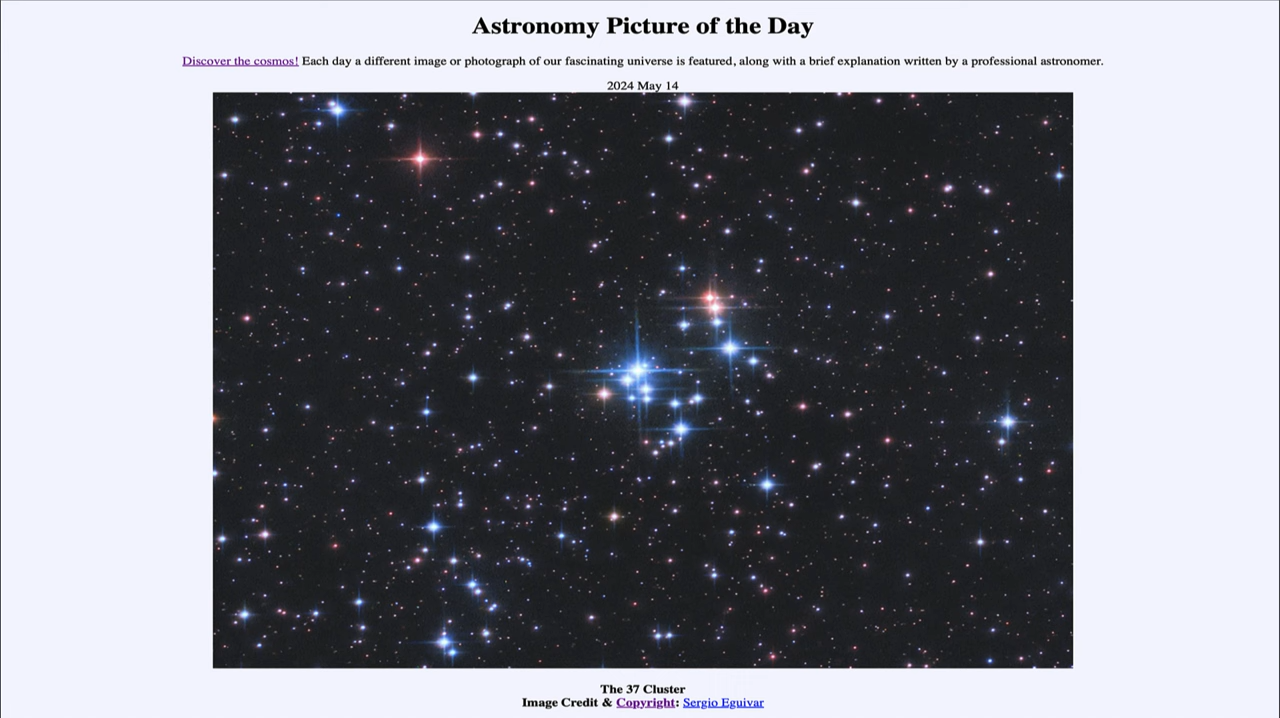 Astronomy Picture of the Day
Discover the cosmos! Each day a different image or photograph of our fascinating universe is featured, along with a brief explanation written by a professional astronomer.
2024 May 14
The 37 Cluster
Image Credit & Copyright: Sergio Eguivar